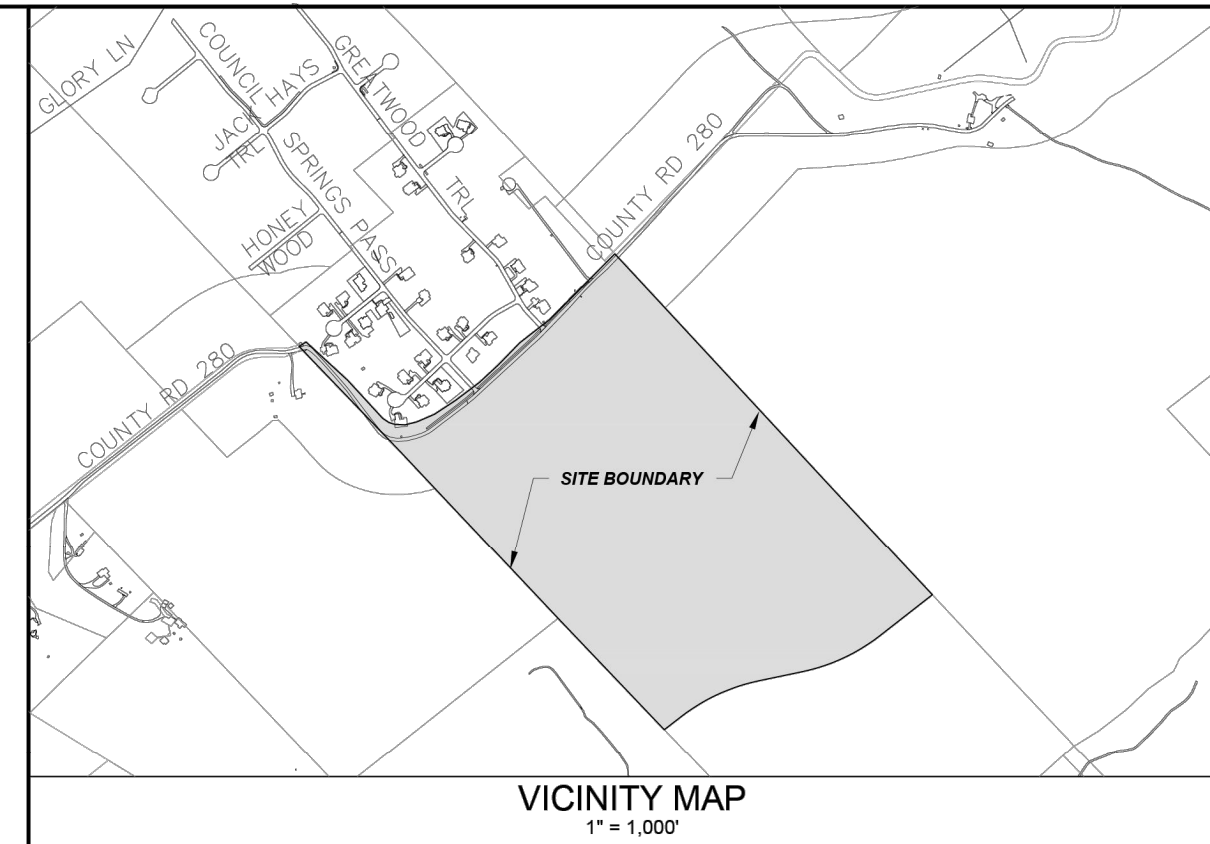 GLORY LN
COUNCIL
HAYS
GREATWOOD
JACK
TRL
SPRINGS PASS
TRL
HONEY
WOOD
COUNTY RD 280
COUNTY RD 280
SITE BOUNDARY
VICINITY MAP
1" = 1,000'